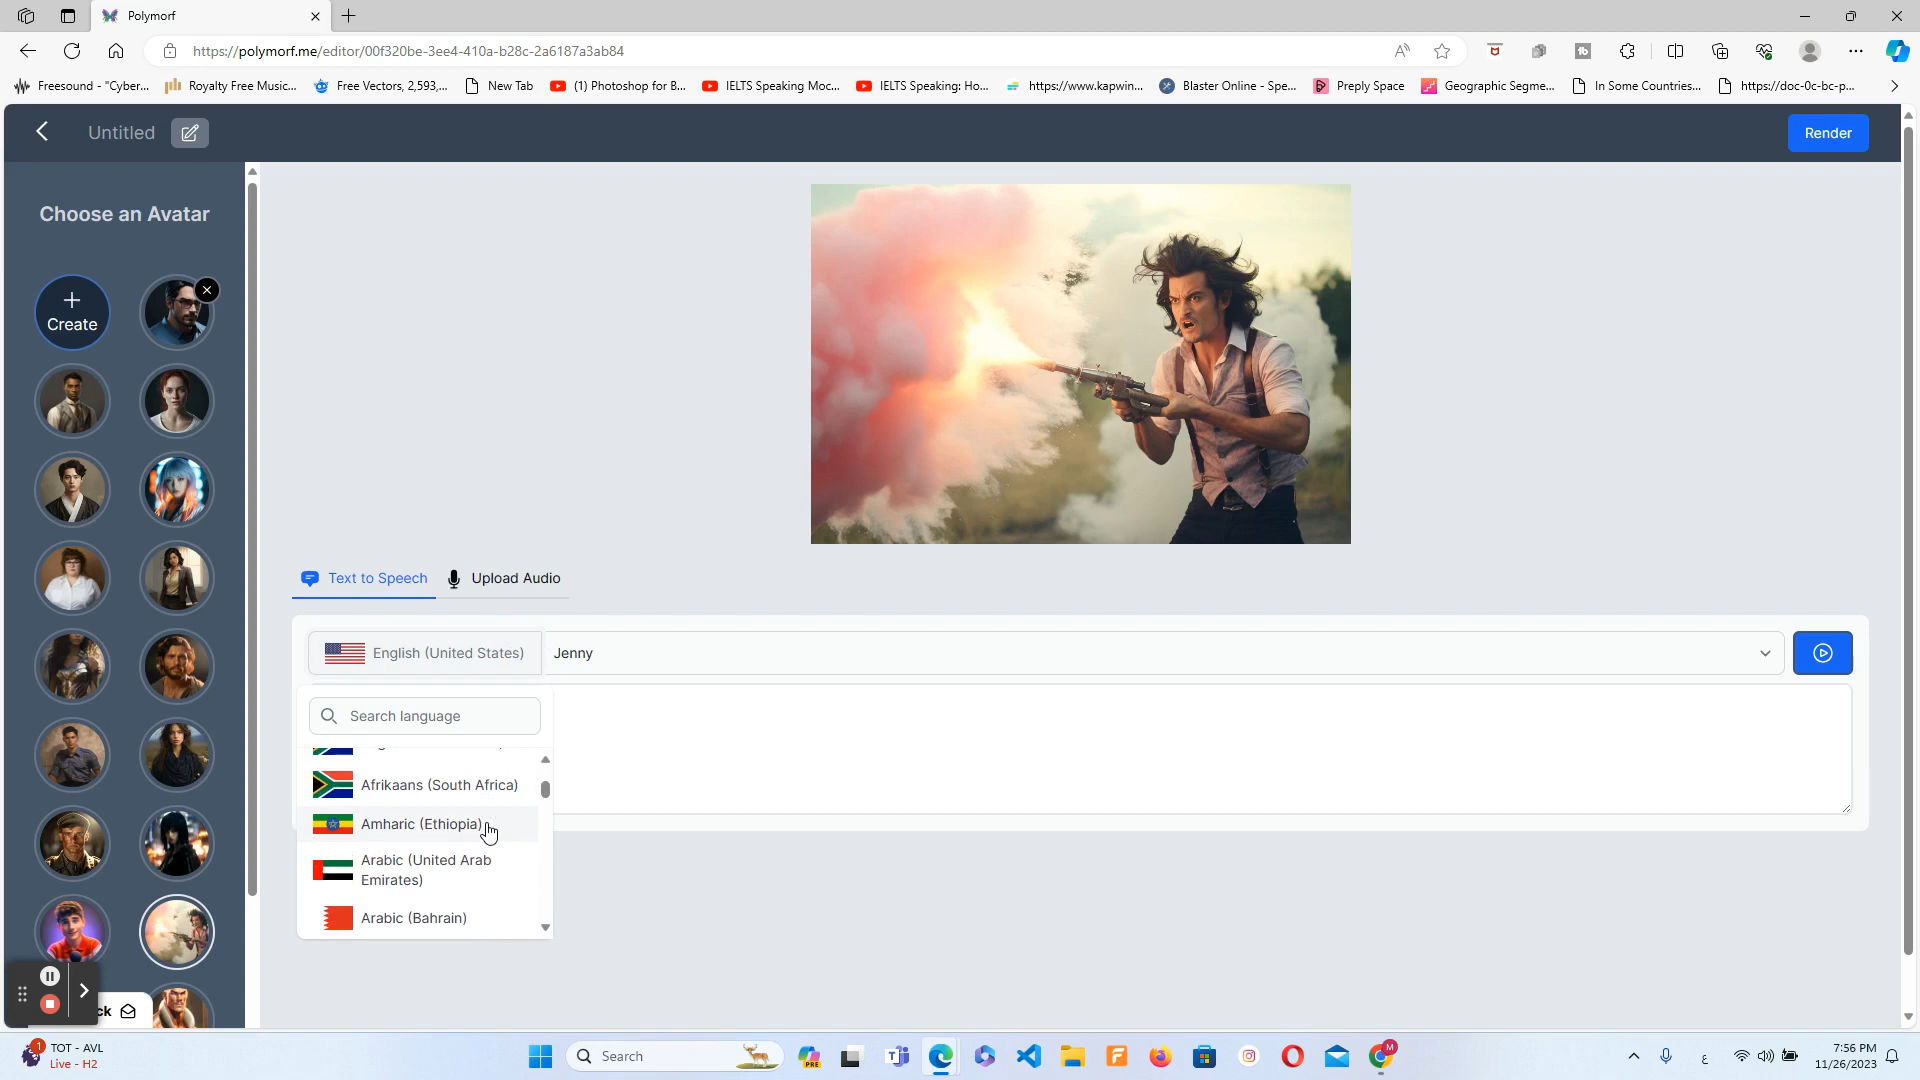 Polymorf
https://polymorf.me/editor/00f320be-3ee4-410a-b28c-2a6187a3ab84
Freesound - "Cyber...
Royalty Free Music...
Free Vectors, 2,593,...
New Tab
(1) Photoshop for B...
IELTS Speaking Moc...
IELTS Speaking: Ho...
https://www.kapwin...
Blaster Online - Spe...
Preply Space
Geographic Segme...
In Some Countries...
https://doc-0c-bc-p...
Untitled
Render
Choose an Avatar
+
Create
Text to Speech
Upload Audio
English (United States)
Jenny
Search language
Afrikaans (South Africa)
Amharic (Ethiopia)
Arabic (United Arab
Emirates)
Arabic (Bahrain)
ck
1
TOT - AVL
Live - H2
Search
PRE
M
ع
7:56 PM
11/26/2023